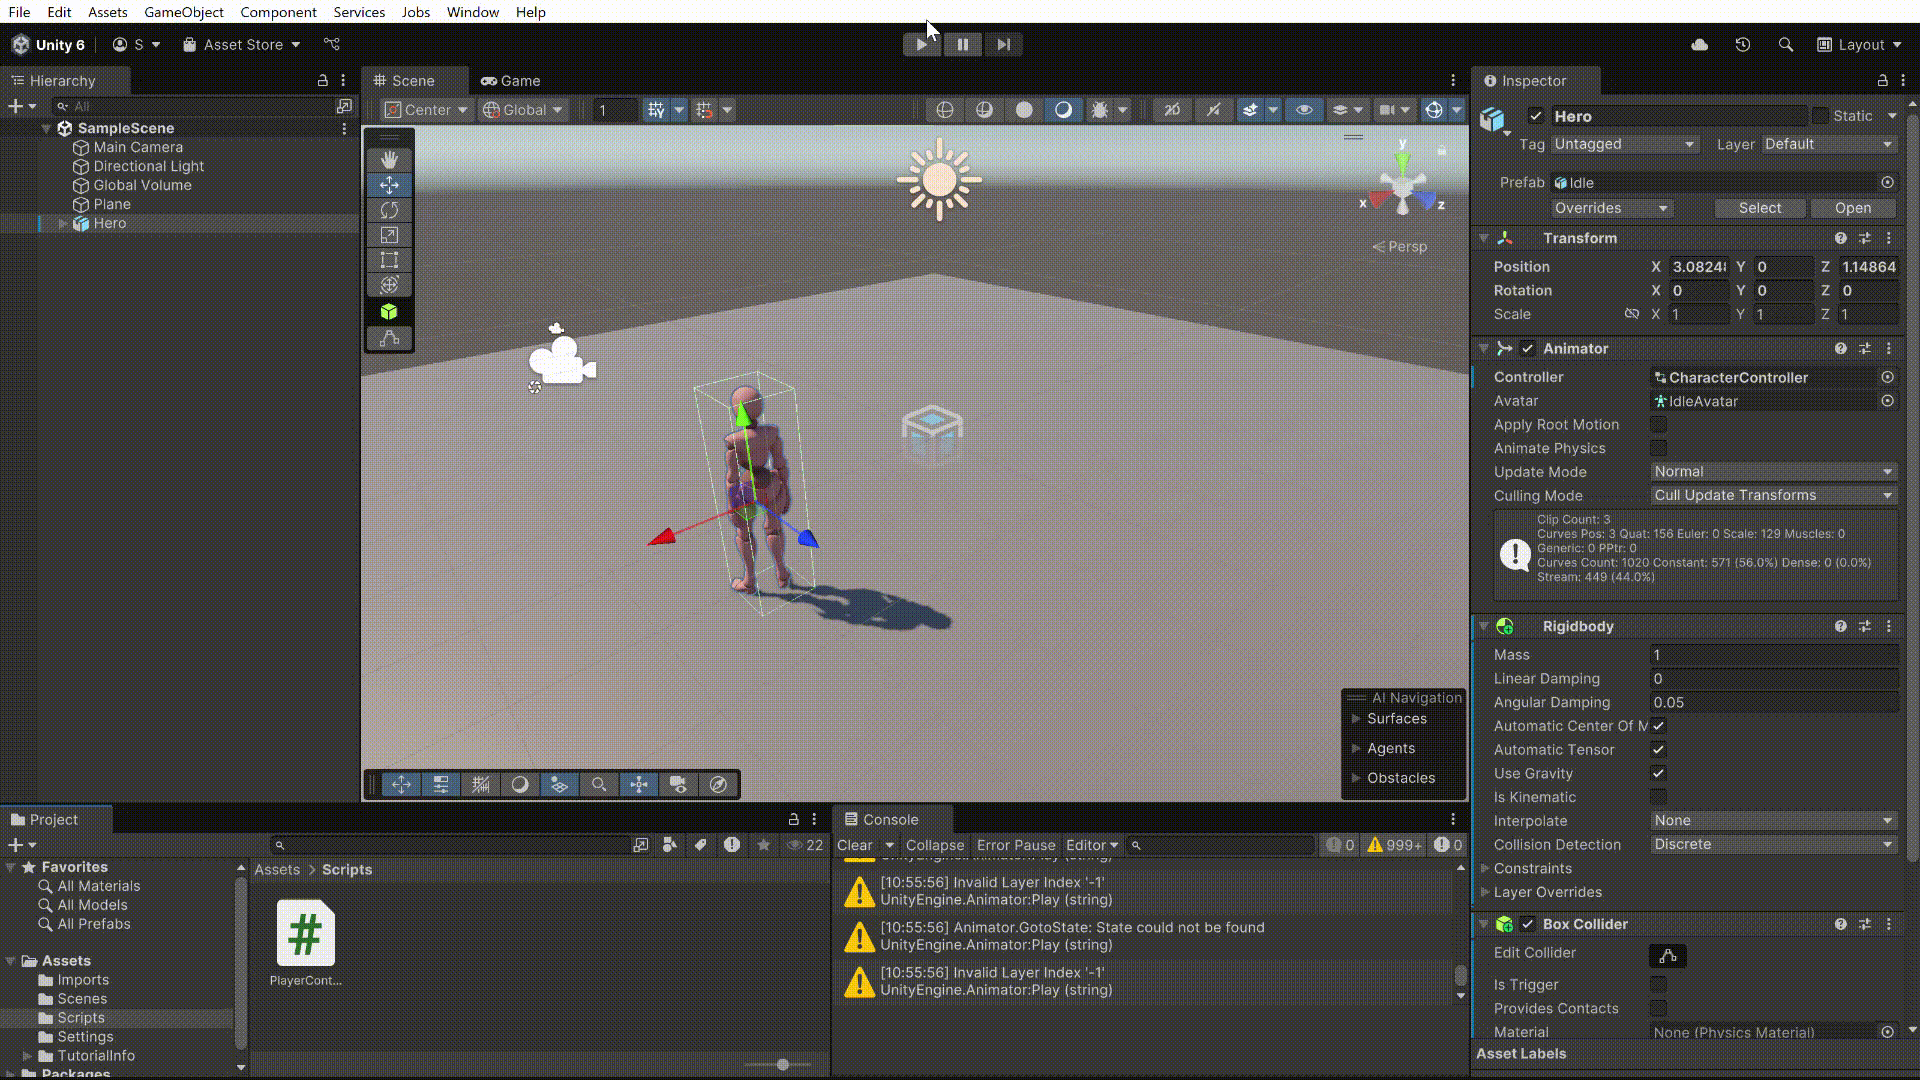 File Edit Assets GameObject Component Services Jobs Window Help
Unity 6 S Asset Store Layout
Hierarchy
All
SampleScene
Main Camera
Directional Light
Global Volume
Plane
Hero
Scene Game
Center Global 1 2D
y
x
z
Persp
AI Navigation
Surfaces
Agents
Obstacles
Inspector
Hero Static
Tag Untagged Layer Default
Prefab Idle
Overrides Select Open
Transform
Position X 3.0824 Y 0 Z 1.14864
Rotation X 0 Y 0 Z 0
Scale X 1 Y 1 Z 1
Animator
Controller CharacterController
Avatar IdleAvatar
Apply Root Motion
Animate Physics
Update Mode Normal
Culling Mode Cull Update Transforms
Clip Count: 3
Curves Pos: 3 Quat: 156 Euler: 0 Scale: 129 Muscles: 0
Generic: 0 PPtr: 0
Curves Count: 1020 Constant: 571 (56.0%) Dense: 0 (0.0%)
Stream: 449 (44.0%)
Rigidbody
Mass 1
Linear Damping 0
Angular Damping 0.05
Automatic Center Of M
Automatic Tensor
Use Gravity
Is Kinematic
Interpolate None
Collision Detection Discrete
Constraints
Layer Overrides
Box Collider
Edit Collider
Is Trigger
Provides Contacts
Material None (Physics Material)
Asset Labels
Project
22
Favorites
All Materials
All Models
All Prefabs
Assets
Imports
Scenes
Scripts
Settings
TutorialInfo
Packages
Assets > Scripts
#
PlayerCont...
Console
Clear Collapse Error Pause Editor 0 999+ 0
UnityEngine.Animator:Play (string)
[10:55:56] Invalid Layer Index '-1'
UnityEngine.Animator:Play (string)
[10:55:56] Animator.GotoState: State could not be found
UnityEngine.Animator:Play (string)
[10:55:56] Invalid Layer Index '-1'
UnityEngine.Animator:Play (string)